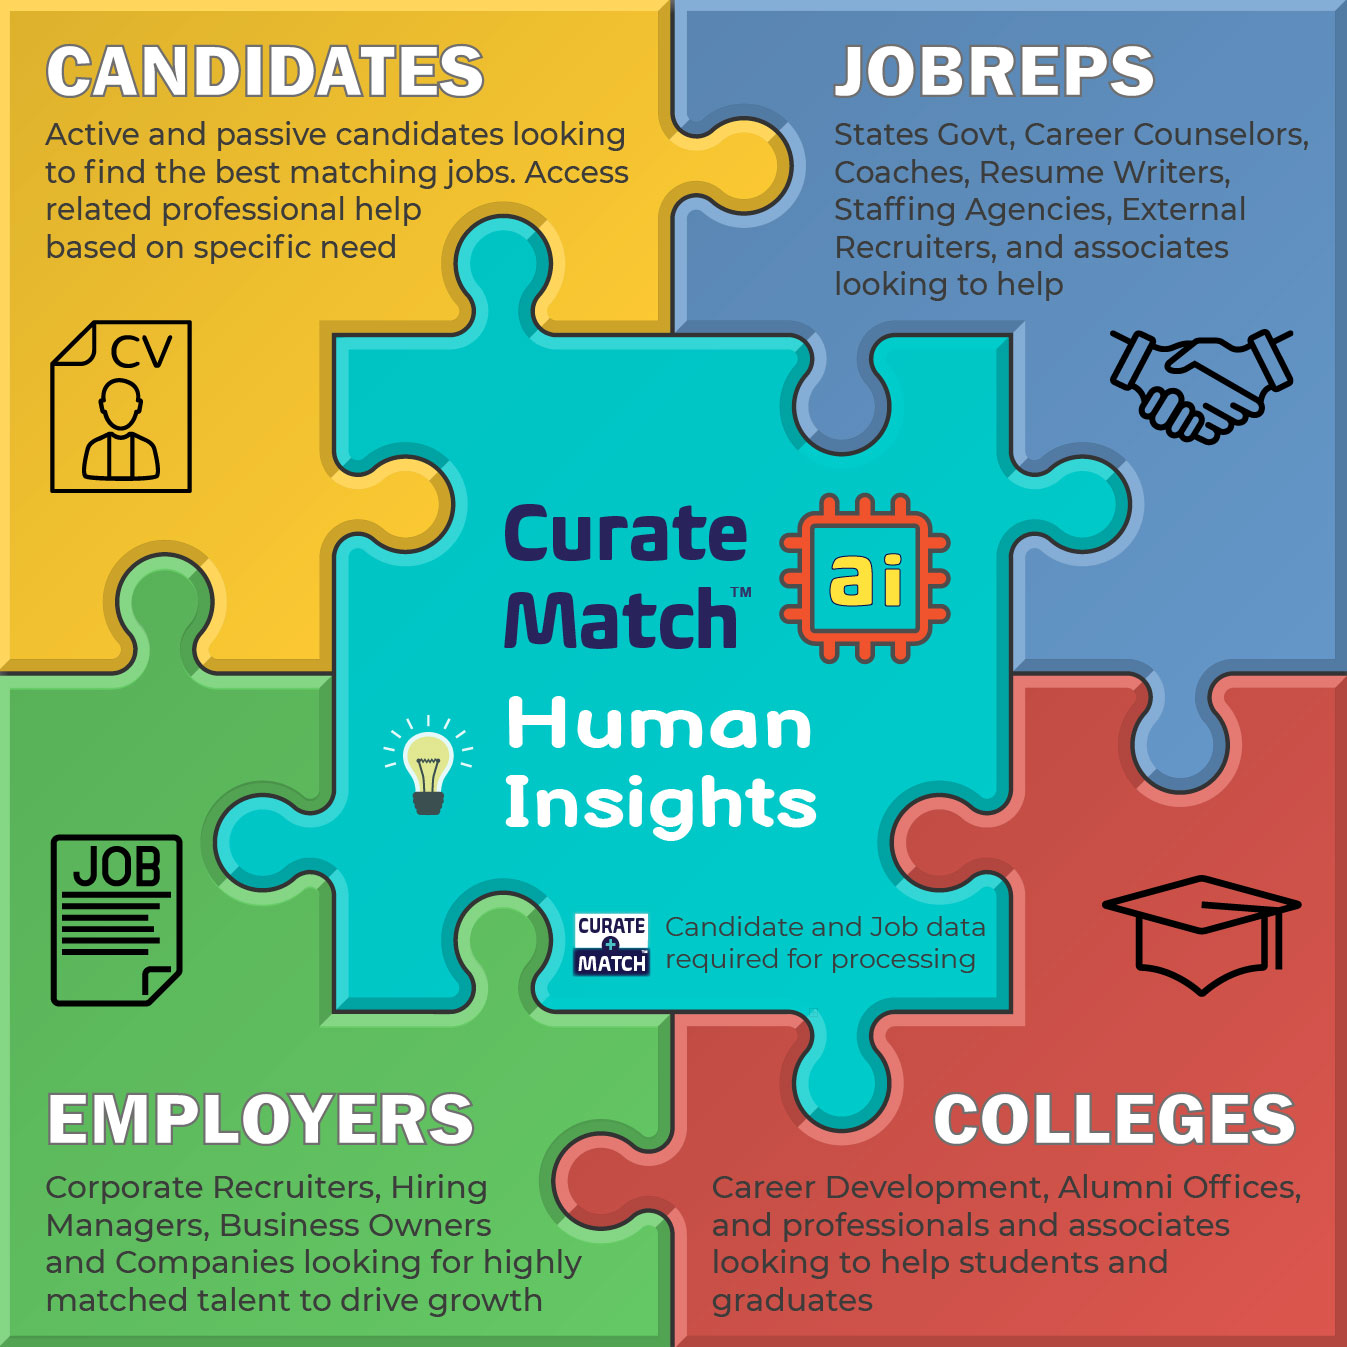 CANDIDATES
Active and passive candidates looking
to find the best matching jobs. Access
related professional help
based on specific need
CV
JOBREPS
States Govt, Career Counselors,
Coaches, Resume Writers,
Staffing Agencies, External
Recruiters, and associates
looking to help
Curate
Match™
ai
Human
Insights
CURATE
+
MATCH™
Candidate and Job data
required for processing
JOB
EMPLOYERS
Corporate Recruiters, Hiring
Managers, Business Owners
and Companies looking for highly
matched talent to drive growth
COLLEGES
Career Development, Alumni Offices,
and professionals and associates
looking to help students and
graduates